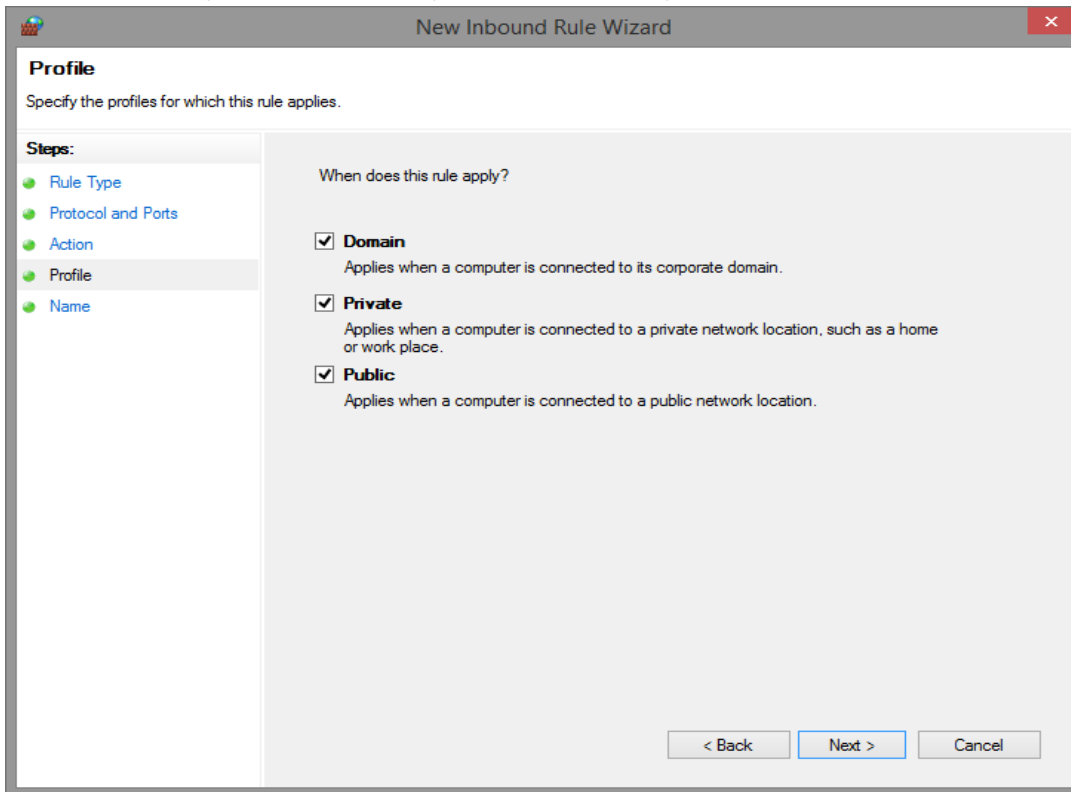 New Inbound Rule Wizard
Profile
Specify the profiles for which this rule applies.
Steps:
Rule Type
Protocol and Ports
Action
Profile
Name
When does this rule apply?
Domain
Applies when a computer is connected to its corporate domain.
Private
Applies when a computer is connected to a private network location, such as a home
or work place.
Public
Applies when a computer is connected to a public network location.
< Back
Next >
Cancel